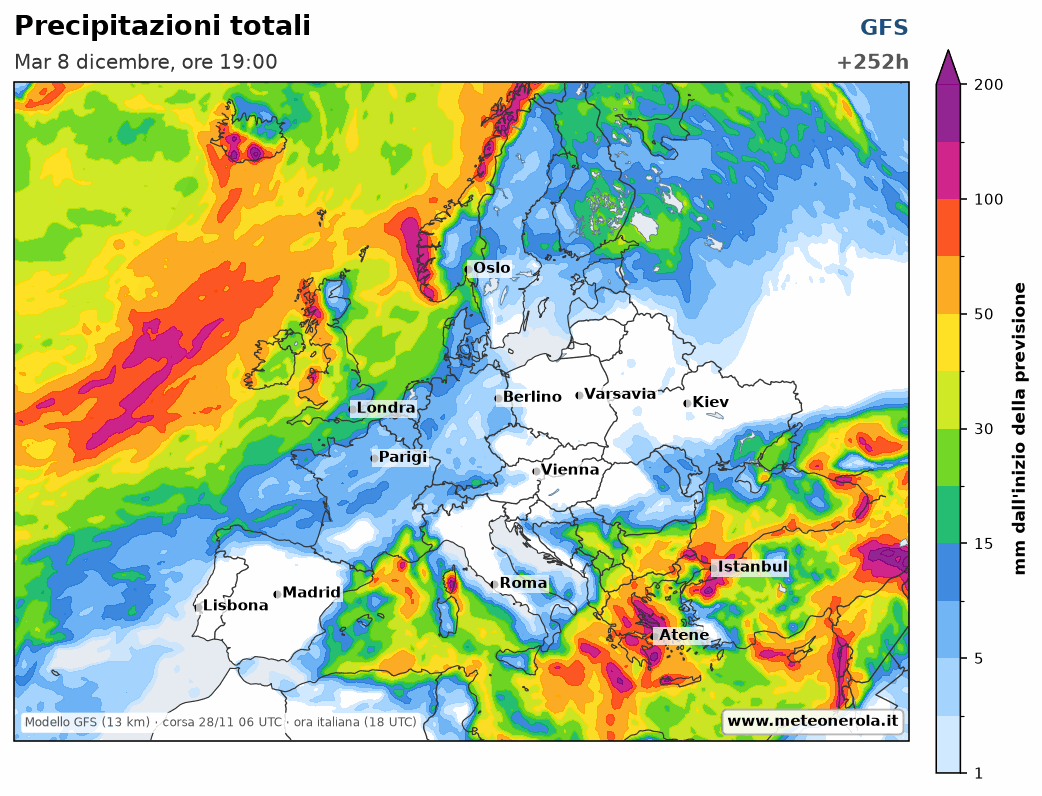 Precipitazioni totali
GFS
Mar 8 dicembre, ore 19:00
+252h
200
100
50
30
15
5
1
mm dall'inizio della previsione
Oslo
Berlino
Varsavia
Kiev
Londra
Parigi
Vienna
Istanbul
Roma
Madrid
Lisbona
Atene
Modello GFS (13 km) · corsa 28/11 06 UTC · ora italiana (18 UTC)
www.meteonerola.it